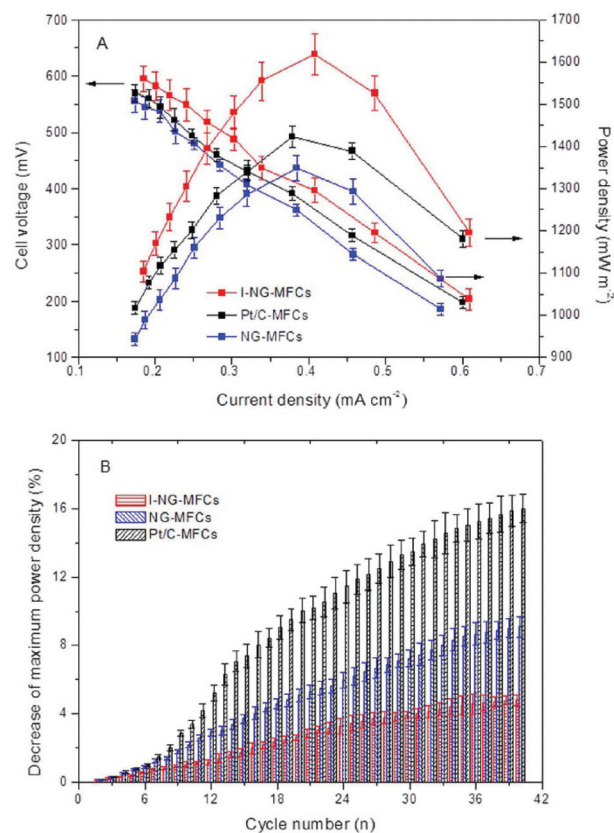 A
700
600
500
400
300
200
100
Cell voltage (mV)
1700
1600
1500
1400
1300
1200
1100
1000
900
Power density (mW m⁻²)
I-NG-MFCs
Pt/C-MFCs
NG-MFCs
0.1 0.2 0.3 0.4 0.5 0.6 0.7
Current density (mA cm⁻²)
B
20
16
12
8
4
0
Decrease of maximum power density (%)
I-NG-MFCs
NG-MFCs
Pt/C-MFCs
0 6 12 18 24 30 36 42
Cycle number (n)